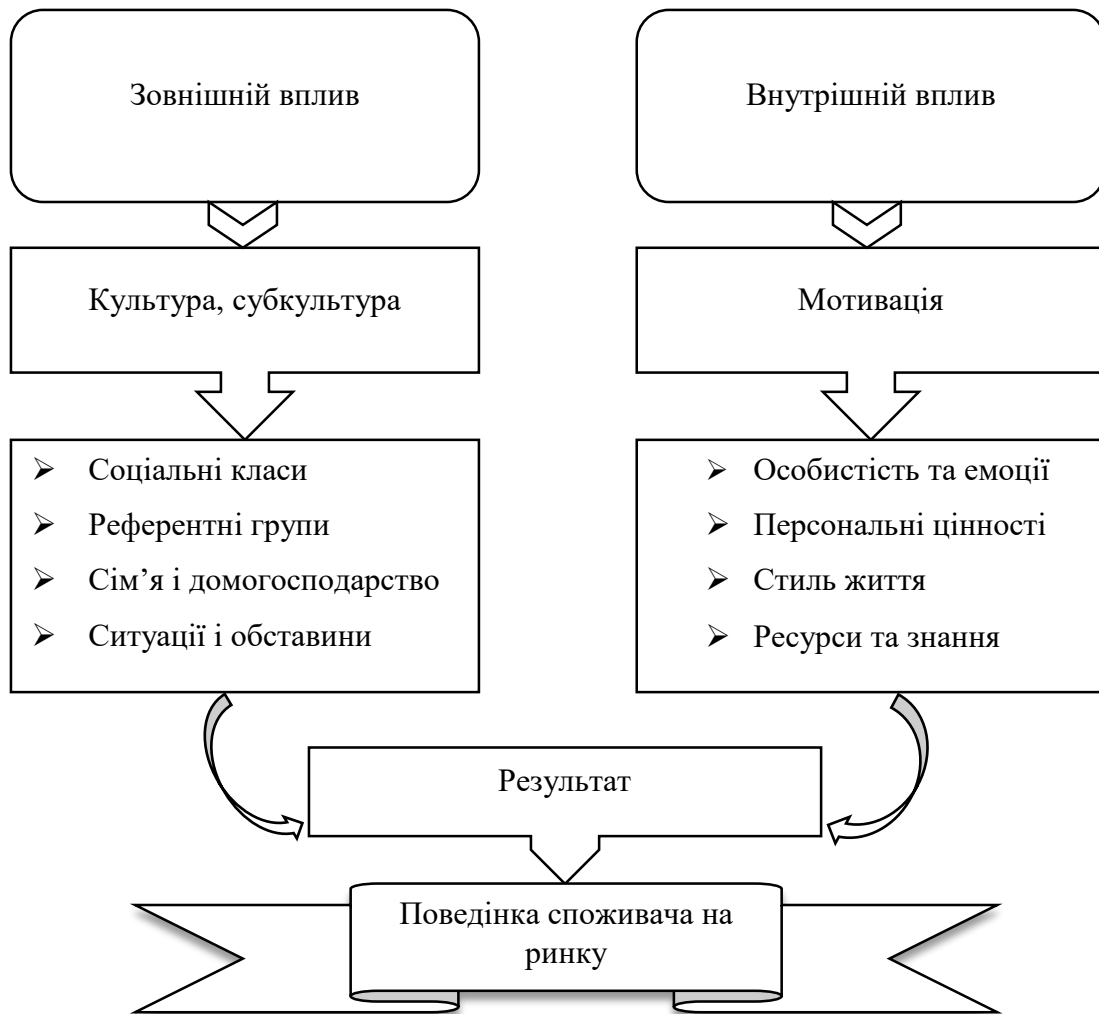 Зовнішній вплив
Внутрішній вплив
Культура, субкультура
Мотивація
Соціальні класи
Референтні групи
Сім’я і домогосподарство
Ситуації і обставини
Особистість та емоції
Персональні цінності
Стиль життя
Ресурси та знання
Результат
Поведінка споживача на
ринку